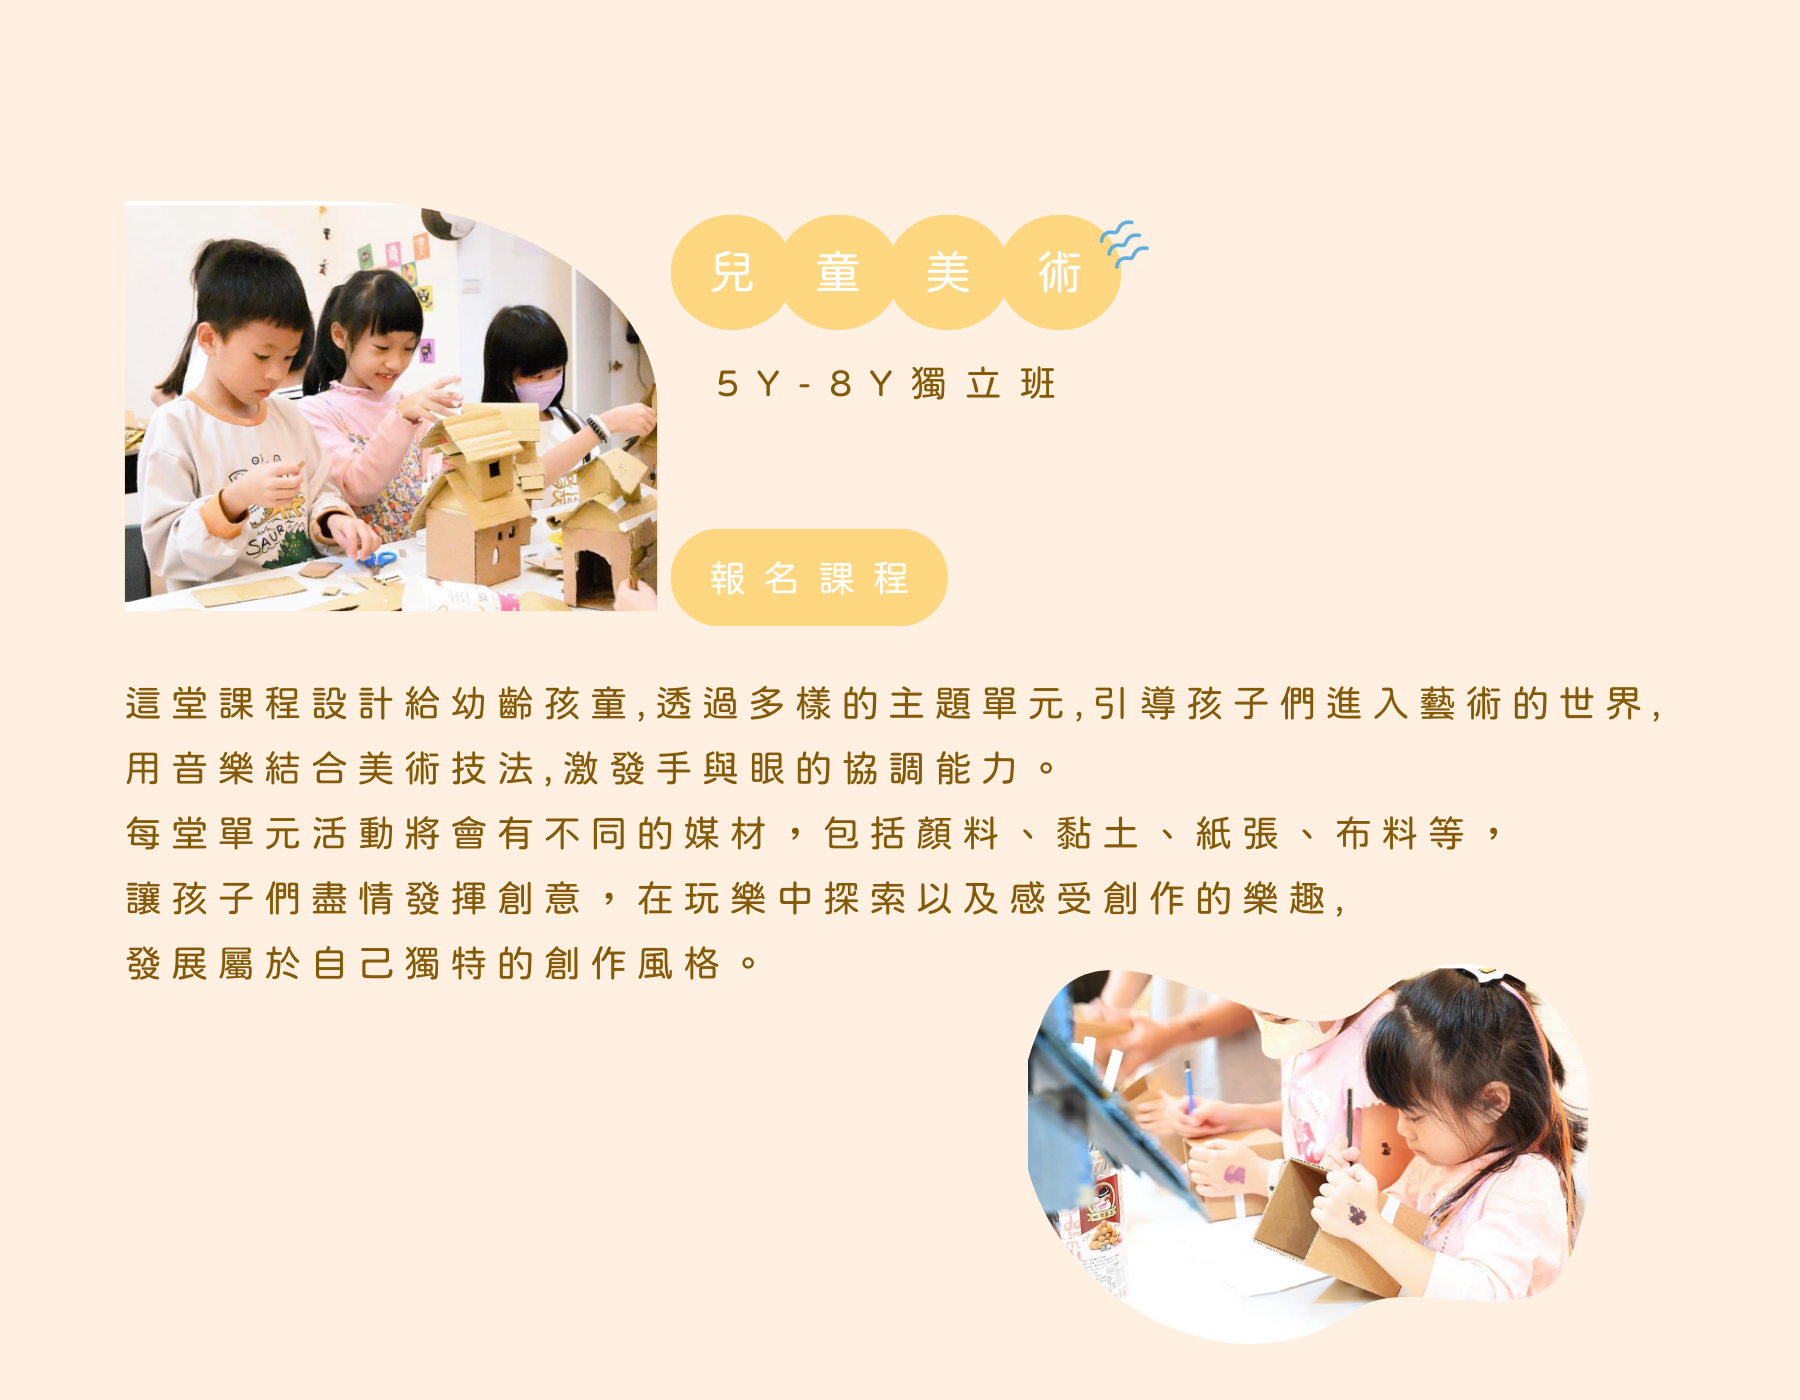 兒童美術
5Y-8Y獨立班
報名課程
這堂課程設計給幼齡孩童,透過多樣的主題單元,引導孩子們進入藝術的世界,
用音樂結合美術技法,激發手與眼的協調能力。
每堂單元活動將會有不同的媒材，包括顏料、黏土、紙張、布料等，
讓孩子們盡情發揮創意，在玩樂中探索以及感受創作的樂趣,
發展屬於自己獨特的創作風格。
SAUR